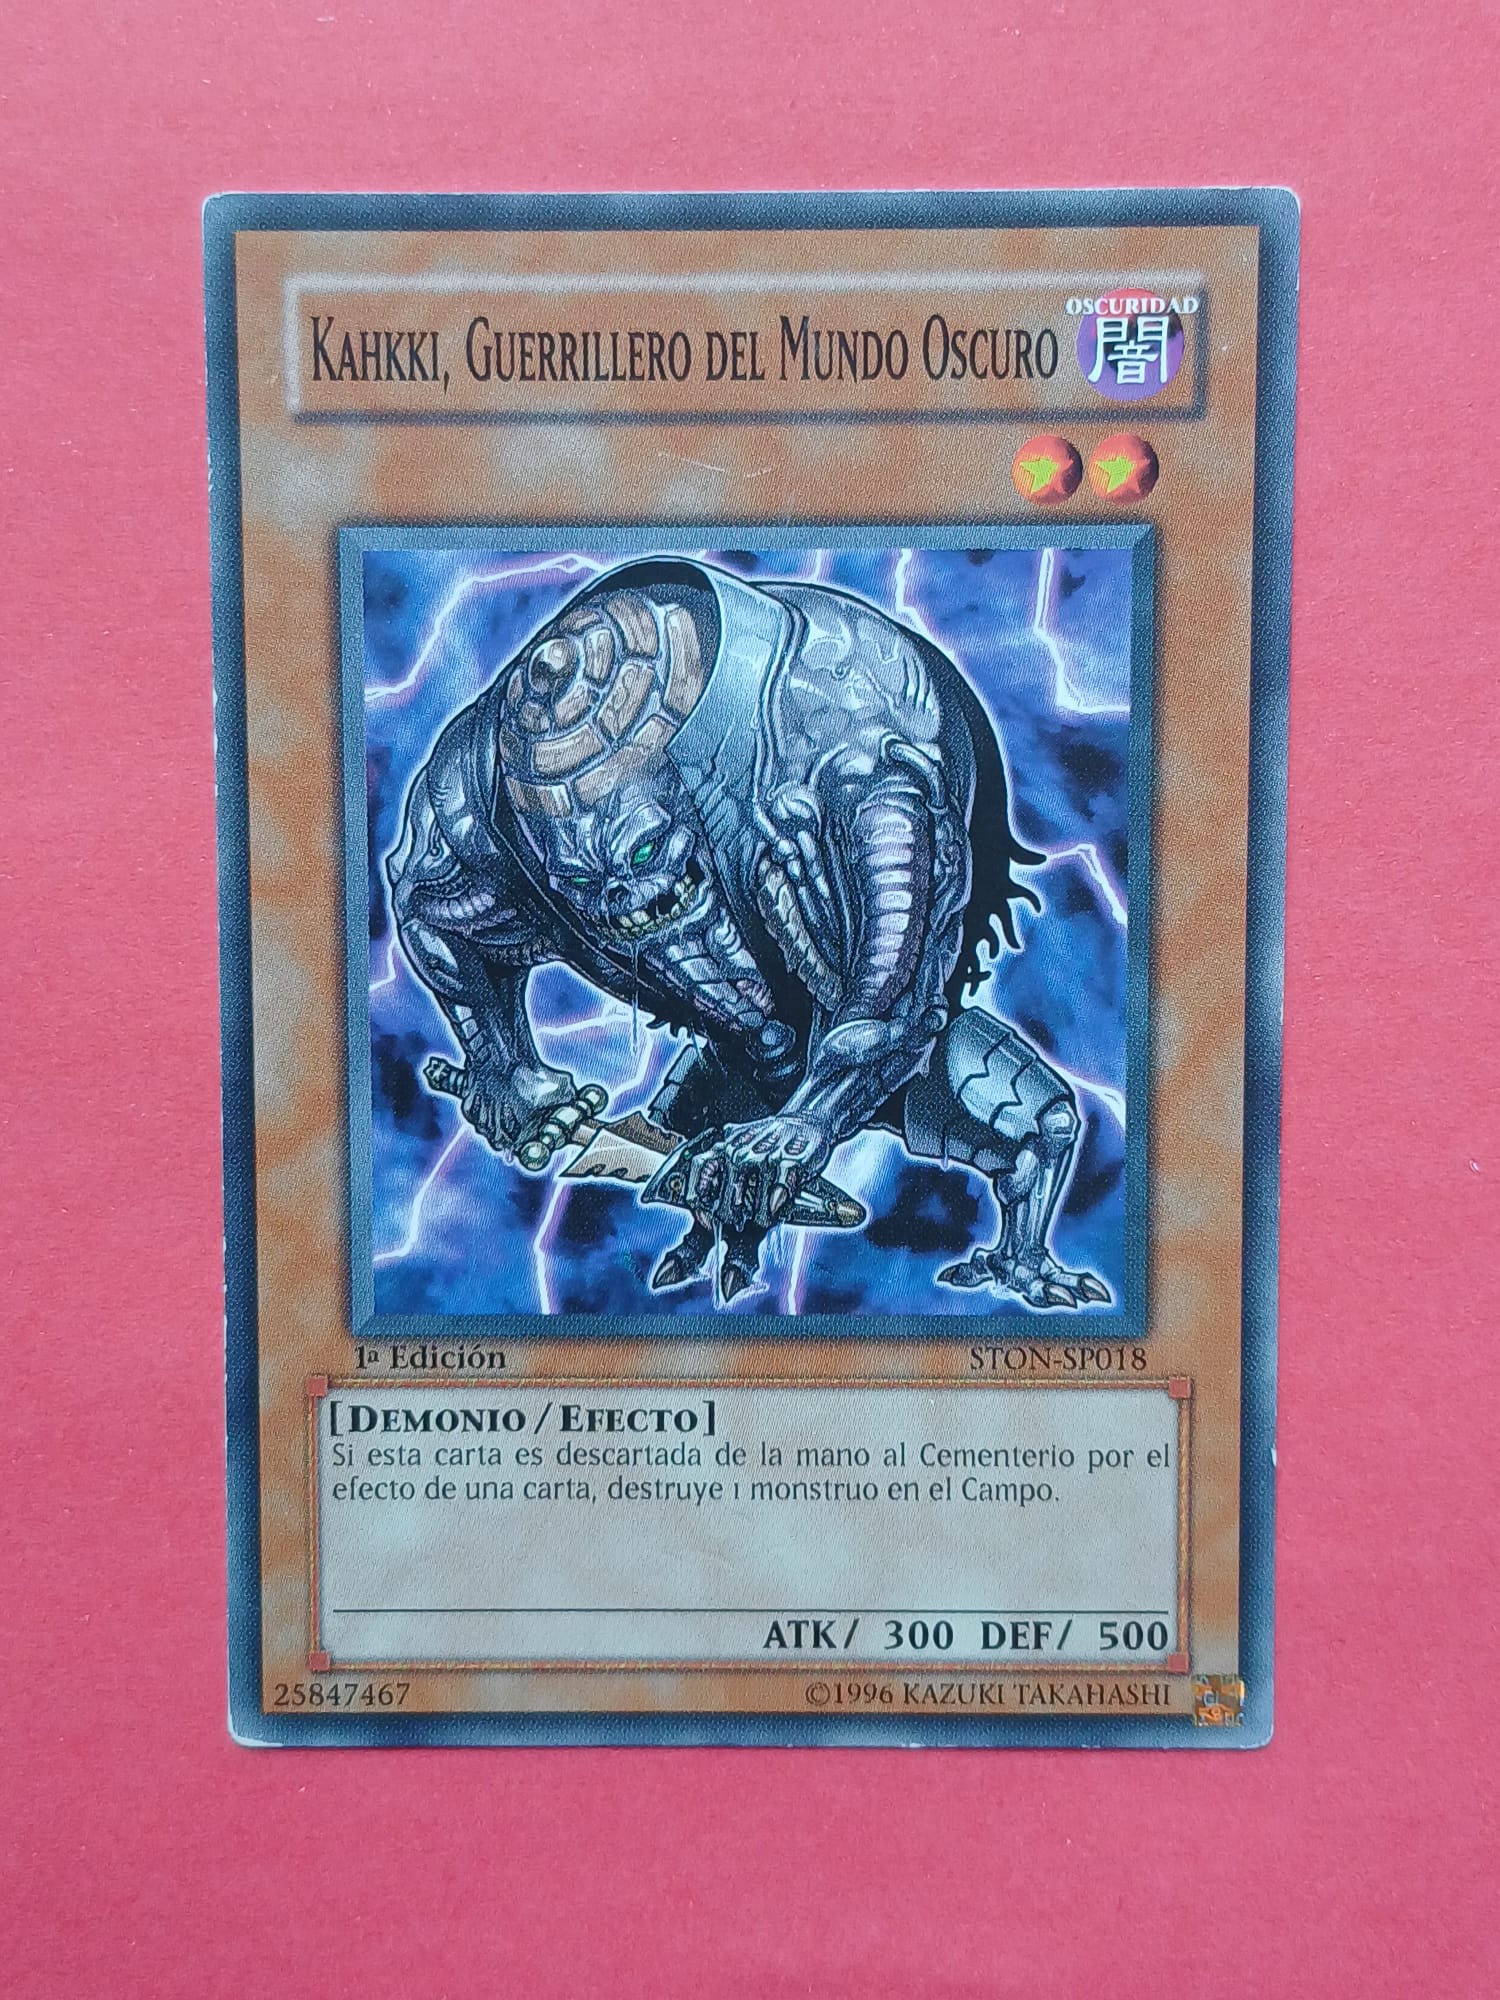 KAHKKI, GUERRILLERO DEL MUNDO OSCURO
OSCURIDAD
闇
1ª Edición
STON-SP018
[DEMONIO / EFECTO]
Si esta carta es descartada de la mano al Cementerio por el
efecto de una carta, destruye 1 monstruo en el Campo.
ATK/ 300 DEF/ 500
25847467
©1996 KAZUKI TAKAHASHI